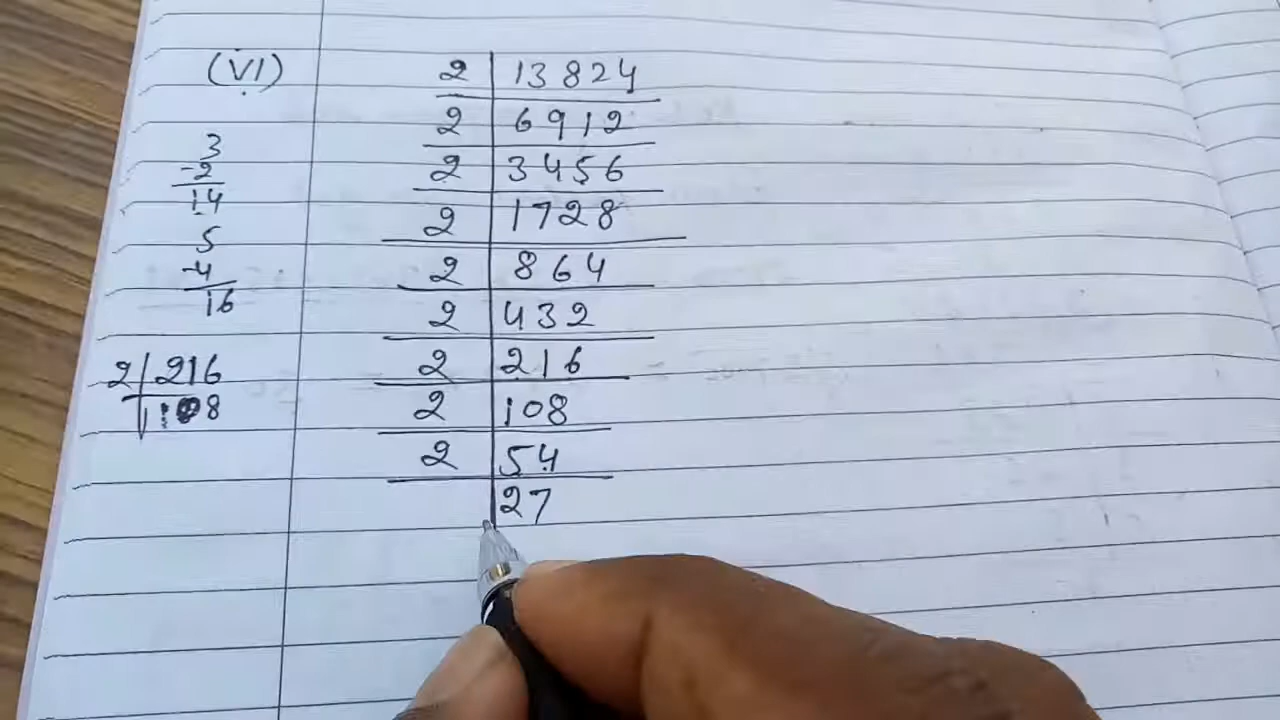 (VI)
3
-2
14
5
-4
16
2 | 216
108
2 | 13824
2 | 6912
2 | 3456
2 | 1728
2 | 864
2 | 432
2 | 216
2 | 108
2 | 54
27